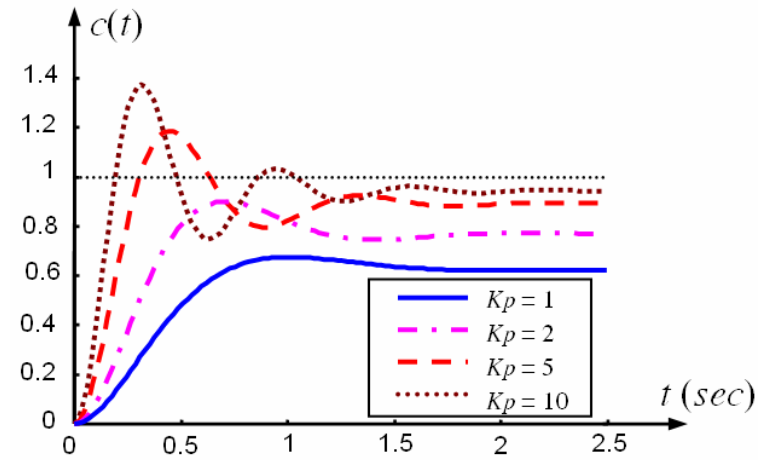 c(t)
1.4
1.2
1
0.8
0.6
0.4
0.2
0
Kp = 1
Kp = 2
Kp = 5
Kp = 10
t (sec)
0 0.5 1 1.5 2 2.5